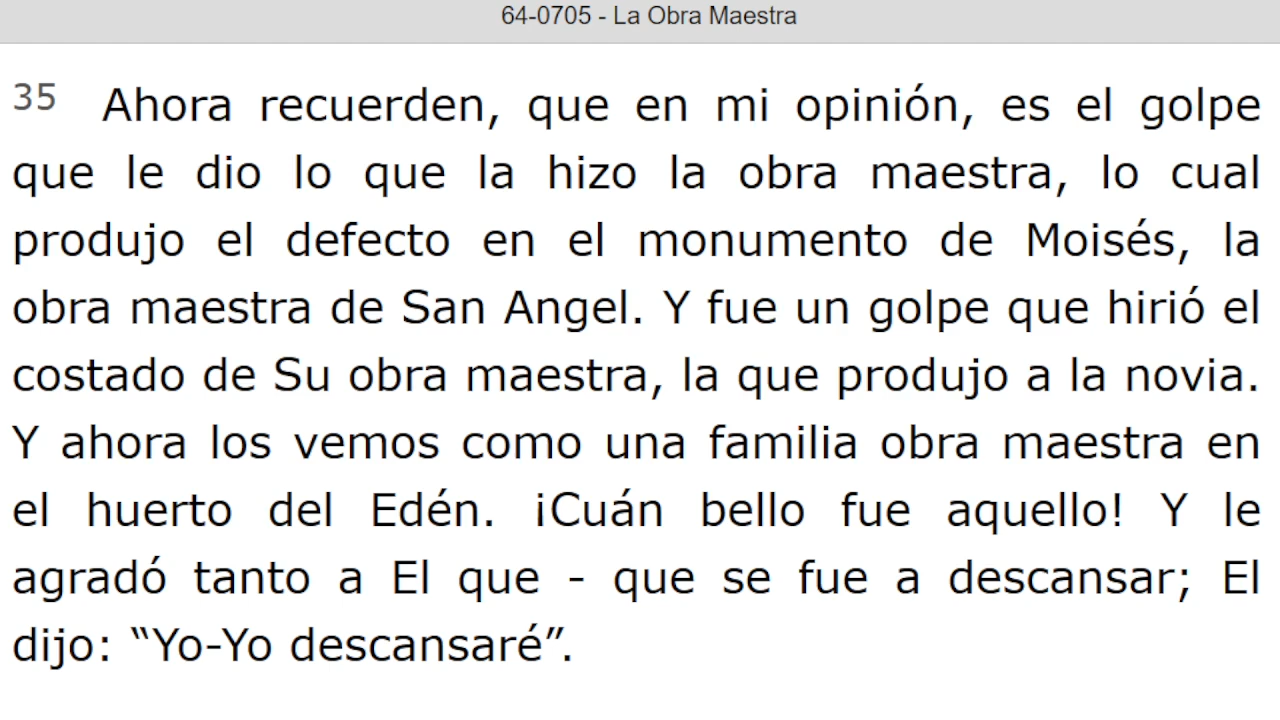 64-0705 - La Obra Maestra
35 Ahora recuerden, que en mi opinión, es el golpe
que le dio lo que la hizo la obra maestra, lo cual
produjo el defecto en el monumento de Moisés, la
obra maestra de San Angel. Y fue un golpe que hirió el
costado de Su obra maestra, la que produjo a la novia.
Y ahora los vemos como una familia obra maestra en
el huerto del Edén. ¡Cuán bello fue aquello! Y le
agradó tanto a El que - que se fue a descansar; El
dijo: “Yo-Yo descansaré”.